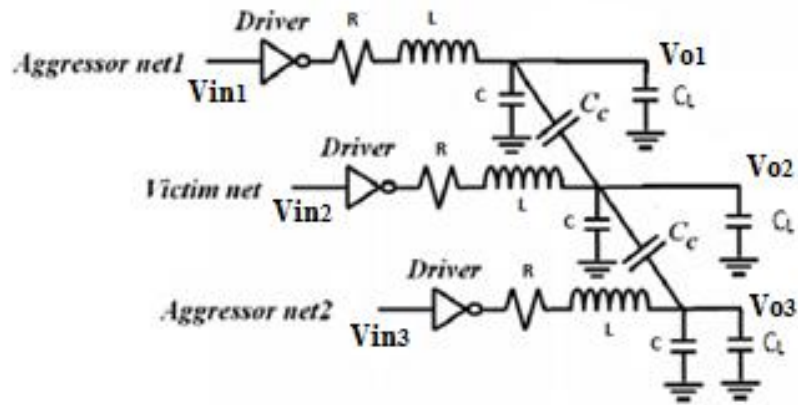 Driver R L
Aggressor net1 Vin1 C Cc CL Vo1
Driver R
Victim net Vin2 L C Cc CL Vo2
Driver R
Aggressor net2 Vin3 L C CL Vo3